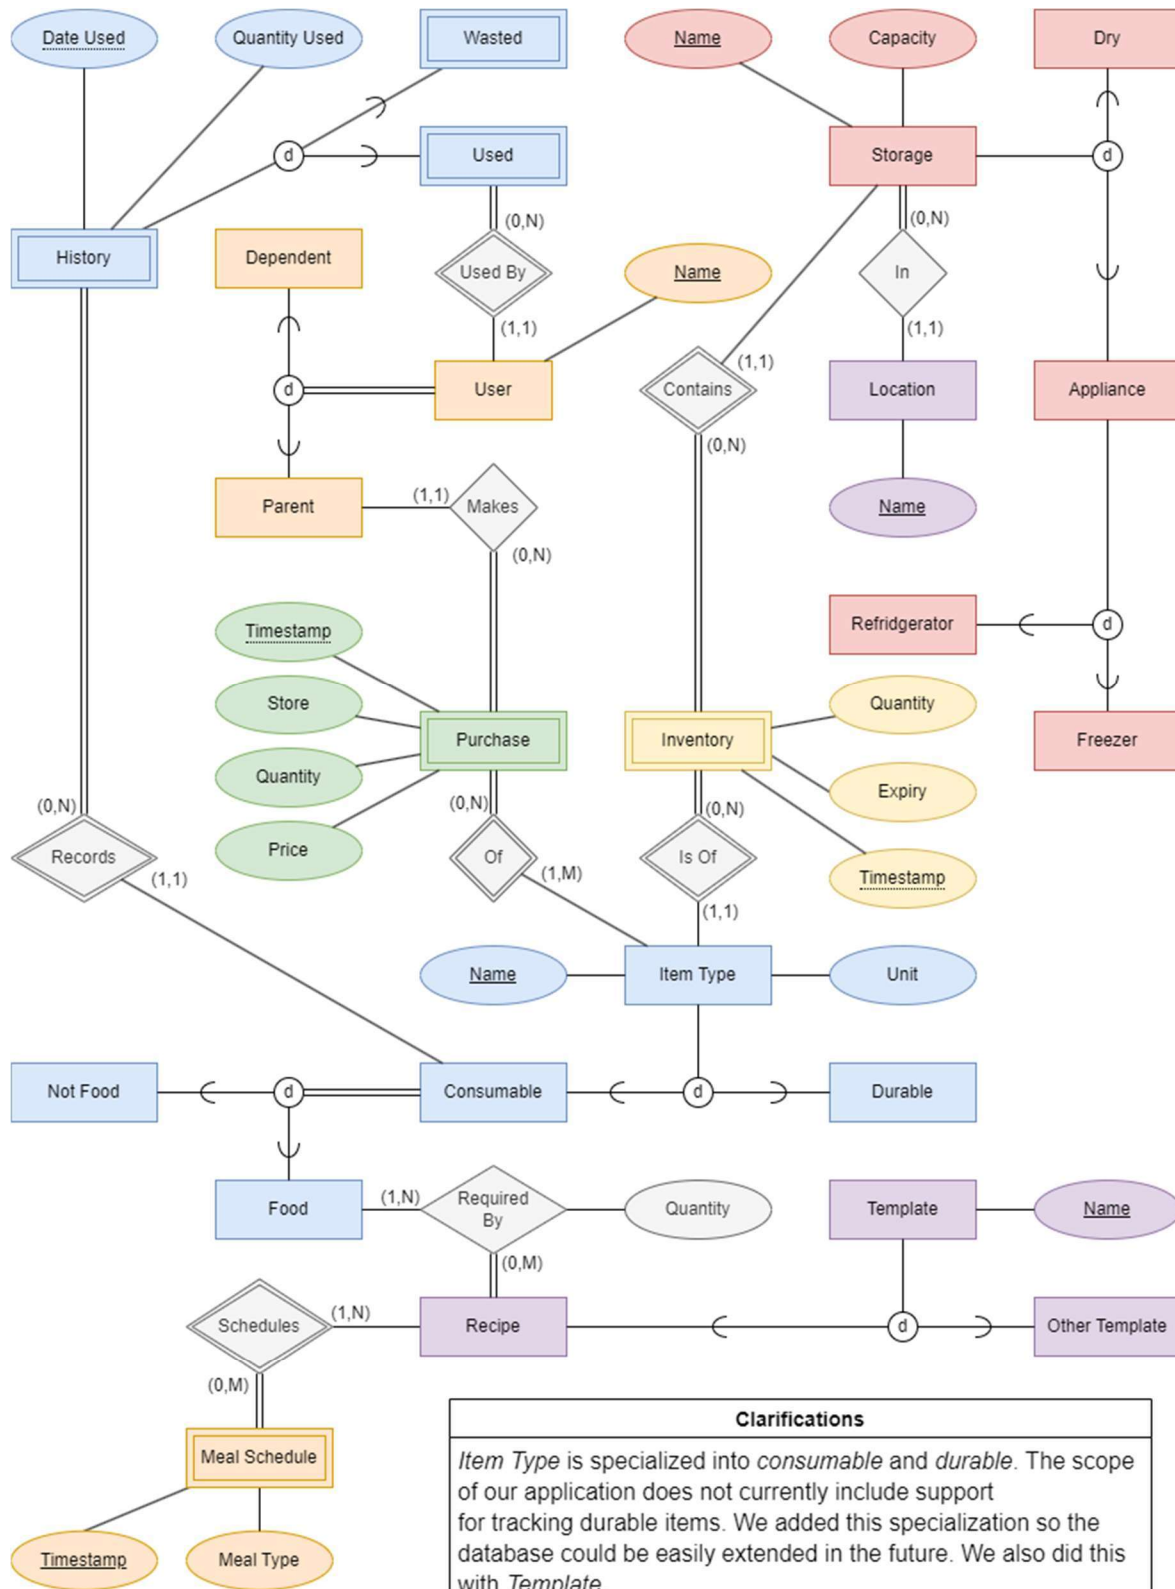 Date Used
Quantity Used
Wasted
Name
Capacity
Dry
d
Used
Storage
d
(0,N)
(0,N)
History
Dependent
Used By
Name
In
(1,1)
(1,1)
(1,1)
d
User
Contains
Location
Appliance
(0,N)
Parent
(1,1)
Makes
Name
(0,N)
Timestamp
Refridgerator
d
Store
Quantity
Purchase
Inventory
Freezer
Quantity
Expiry
(0,N)
(0,N)
(0,N)
Price
Records
Of
Is Of
(1,1)
(1,M)
Timestamp
(1,1)
Name
Item Type
Unit
Not Food
d
Consumable
d
Durable
Food
(1,N)
Required
By
Quantity
Template
Name
(0,M)
Schedules
(1,N)
Recipe
d
Other Template
(0,M)
Clarifications
Meal Schedule
Item Type is specialized into consumable and durable. The scope
of our application does not currently include support
for tracking durable items. We added this specialization so the
database could be easily extended in the future. We also did this
with Template
Timestamp
Meal Type